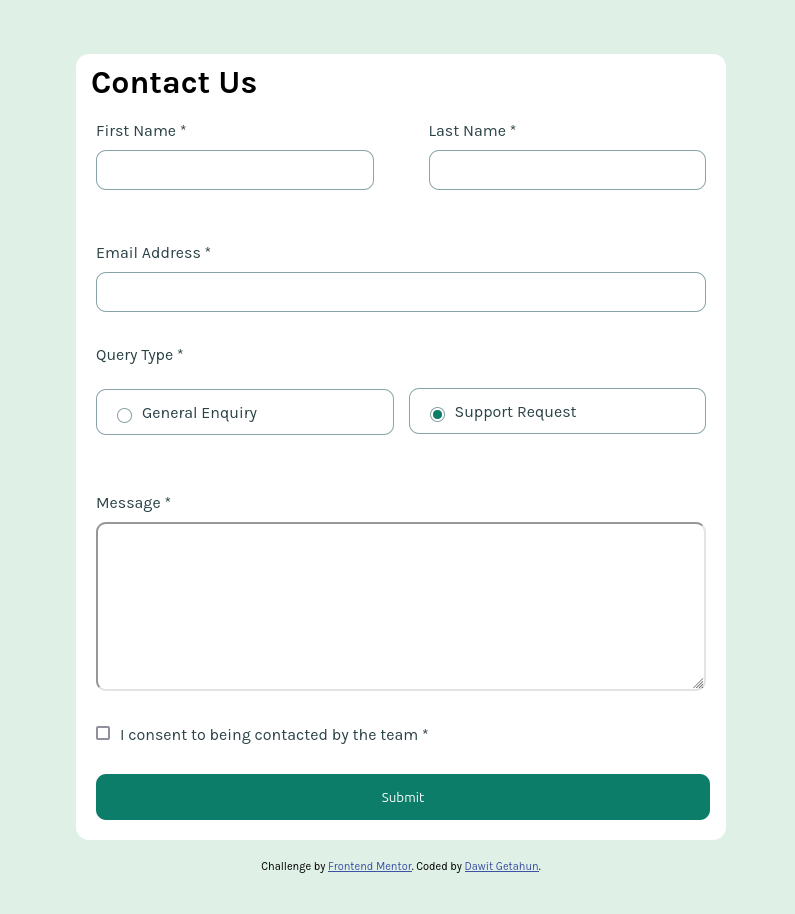 Contact Us
First Name * Last Name *
Email Address *
Query Type *
General Enquiry Support Request
Message *
I consent to being contacted by the team *
Submit
Challenge by Frontend Mentor. Coded by Dawit Getahun.